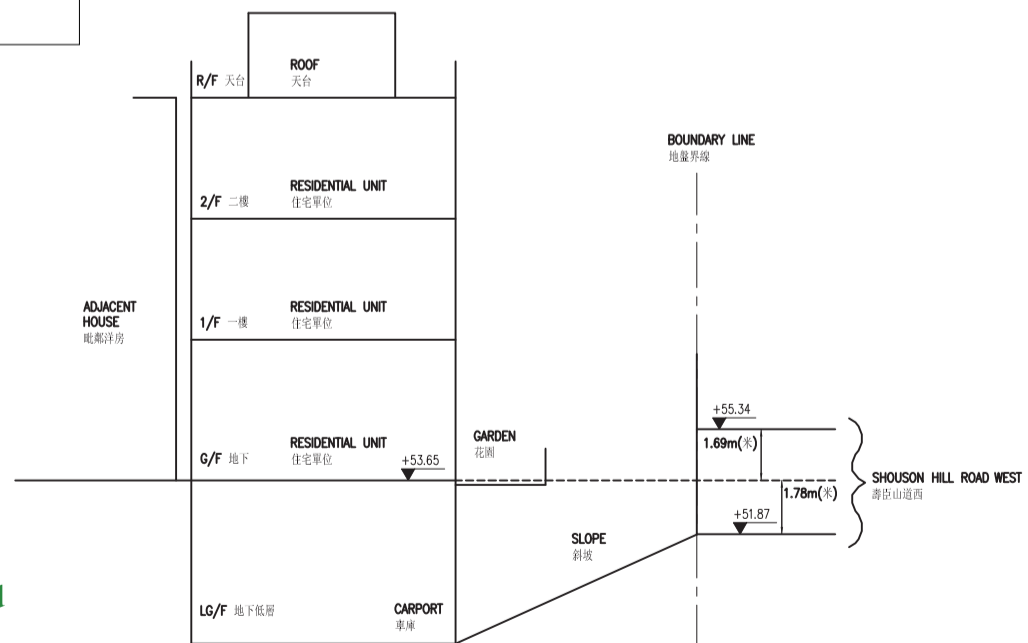 R/F 天台
ROOF
天台
BOUNDARY LINE
地盤界線
2/F 二樓
RESIDENTIAL UNIT
住宅單位
ADJACENT
HOUSE
毗鄰洋房
1/F 一樓
RESIDENTIAL UNIT
住宅單位
G/F 地下
RESIDENTIAL UNIT
住宅單位
+53.65
GARDEN
花園
+55.34
1.69m(米)
1.78m(米)
+51.87
SHOUSON HILL ROAD WEST
壽臣山道西
SLOPE
斜坡
LG/F 地下低層
CARPORT
車庫